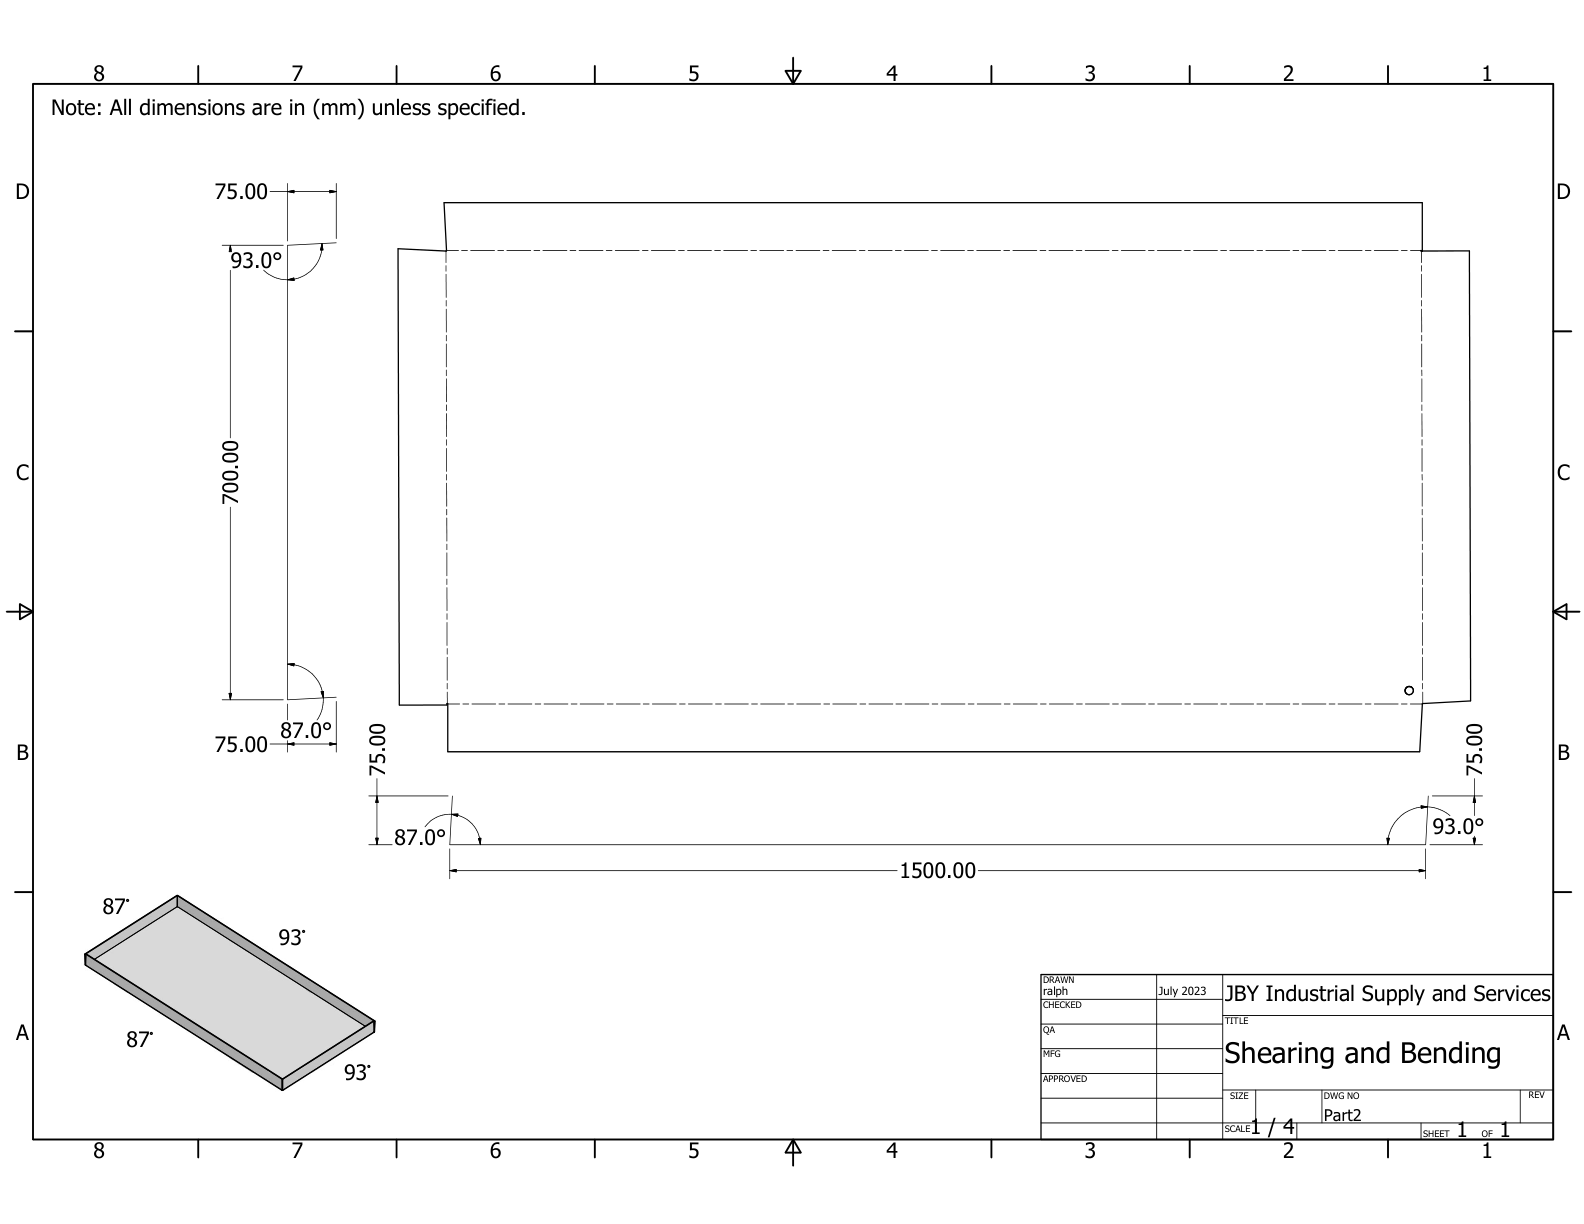 8 7 6 5 4 3 2 1
Note: All dimensions are in (mm) unless specified.
D D
75.00
93.0°
700.00
C C
87.0°
75.00
B B
75.00
75.00
87.0°
93.0°
1500.00
87°
93°
87°
93°
A A
DRAWN
ralph
July 2023
CHECKED
QA
MFG
APPROVED
JBY Industrial Supply and Services
TITLE
Shearing and Bending
SIZE
DWG NO
Part2
REV
SCALE 1 / 4
SHEET 1 OF 1
8 7 6 5 4 3 2 1